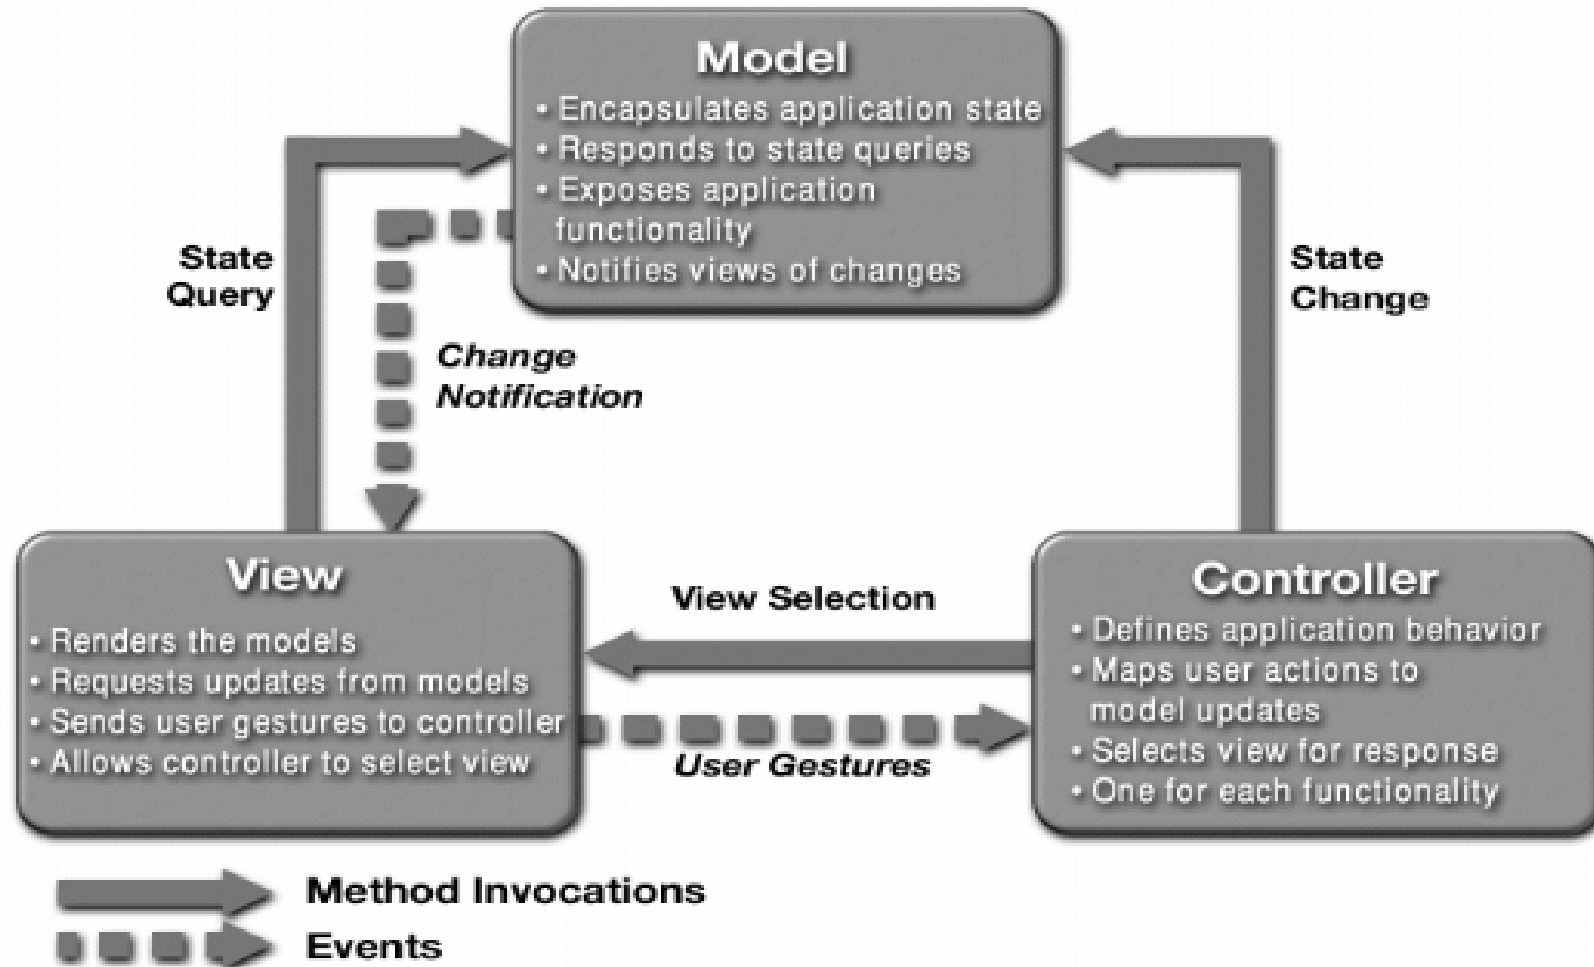 Model
• Encapsulates application state
• Responds to state queries
• Exposes application
functionality
• Notifies views of changes
State
Query
Change
Notification
State
Change
View
• Renders the models
• Requests updates from models
• Sends user gestures to controller
• Allows controller to select view
View Selection
User Gestures
Controller
• Defines application behavior
• Maps user actions to
model updates
• Selects view for response
• One for each functionality
Method Invocations
Events